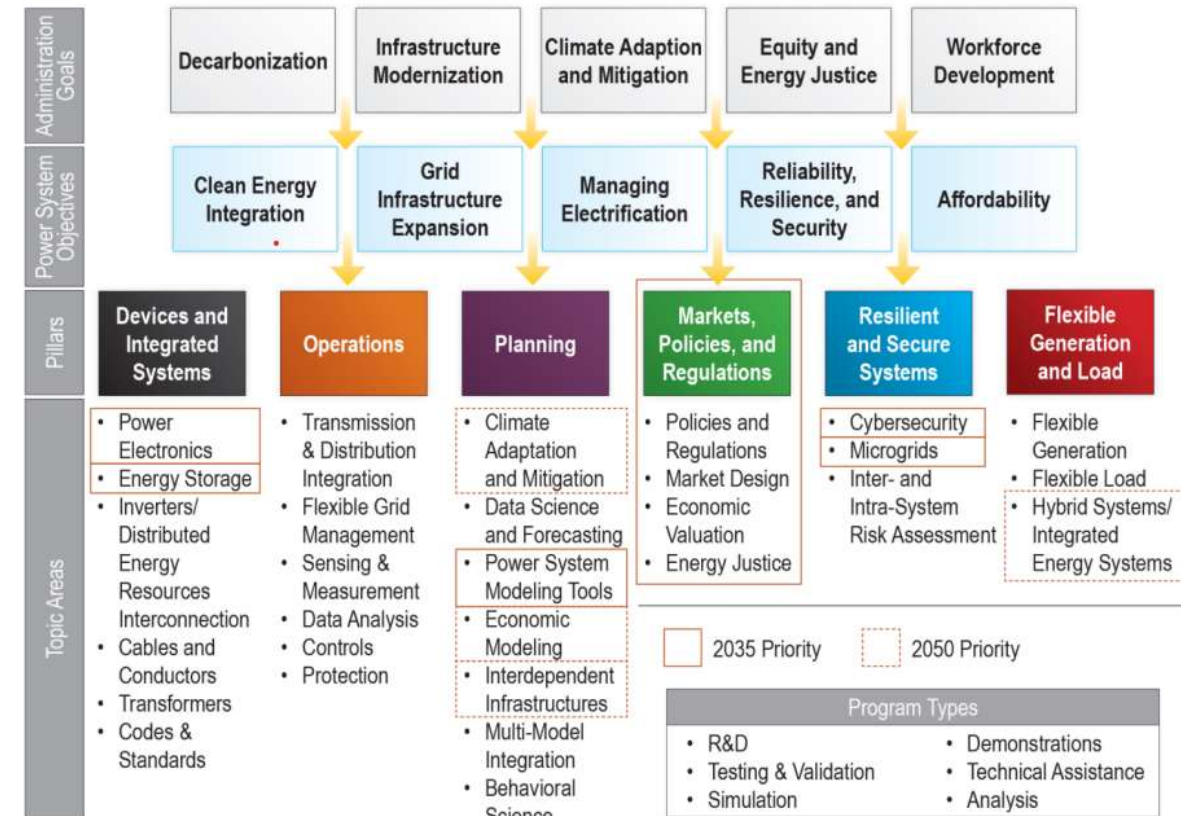 Administration
Goals
Decarbonization
Infrastructure
Modernization
Climate Adaption
and Mitigation
Equity and
Energy Justice
Workforce
Development
Power System
Objectives
Clean Energy
Integration
Grid
Infrastructure
Expansion
Managing
Electrification
Reliability,
Resilience, and
Security
Affordability
Pillars
Devices and
Integrated
Systems
Operations
Planning
Markets,
Policies, and
Regulations
Resilient
and Secure
Systems
Flexible
Generation
and Load
Topic Areas
• Power
Electronics
• Energy Storage
• Inverters/
Distributed
Energy
Resources
Interconnection
• Cables and
Conductors
• Transformers
• Codes &
Standards
• Transmission
& Distribution
Integration
• Flexible Grid
Management
• Sensing &
Measurement
• Data Analysis
• Controls
• Protection
• Climate
Adaptation
and Mitigation
• Data Science
and Forecasting
• Power System
Modeling Tools
• Economic
Modeling
• Interdependent
Infrastructures
• Multi-Model
Integration
• Behavioral
Science
• Policies and
Regulations
• Market Design
• Economic
Valuation
• Energy Justice
• Cybersecurity
• Microgrids
• Inter- and
Intra-System
Risk Assessment
• Flexible
Generation
• Flexible Load
• Hybrid Systems/
Integrated
Energy Systems
2035 Priority
2050 Priority
Program Types
• R&D
• Testing & Validation
• Simulation
• Demonstrations
• Technical Assistance
• Analysis